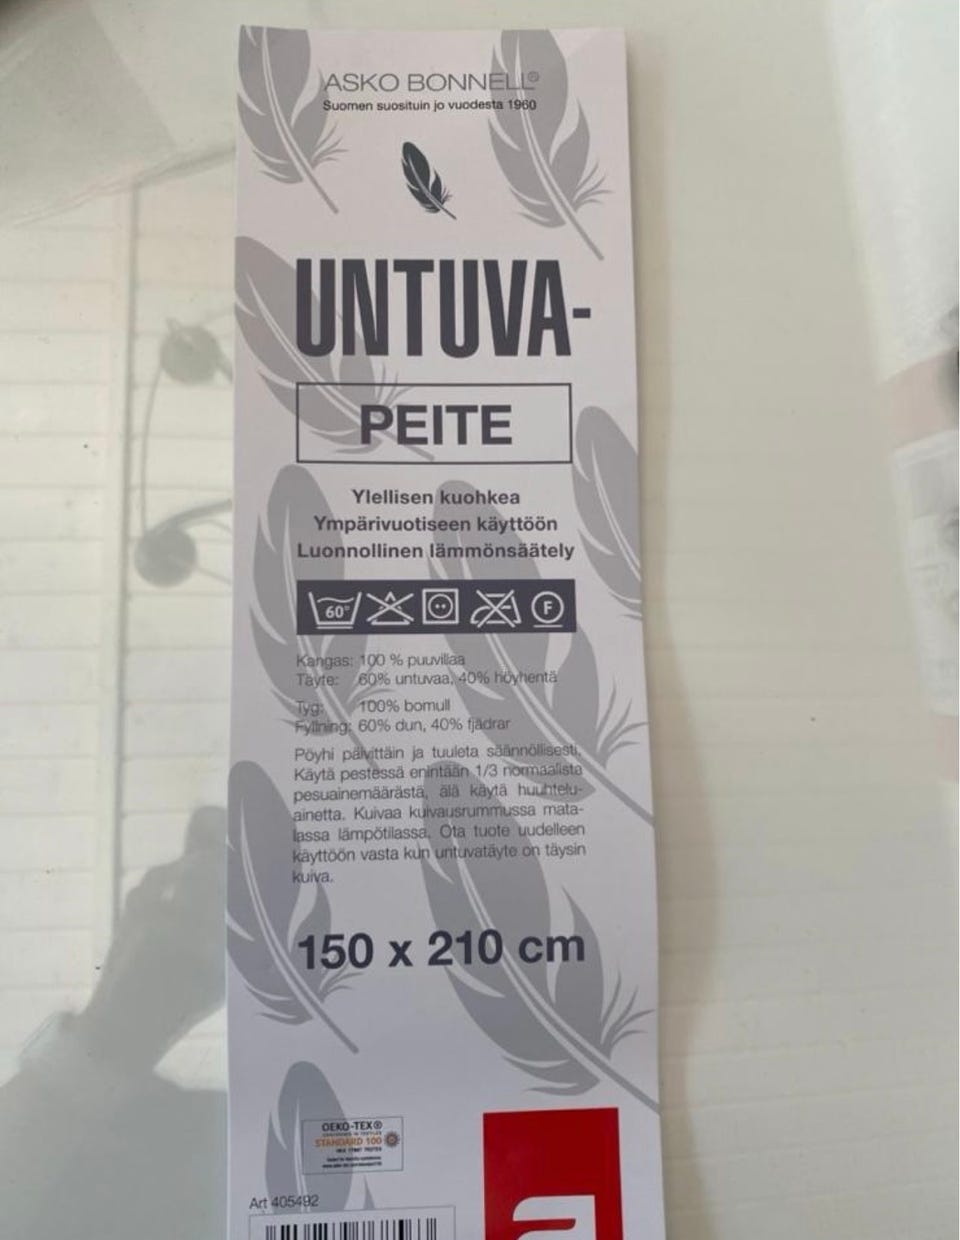 ASKO BONNELL®
Suomen suosituin jo vuodesta 1960
UNTUVA-
PEITE
Ylellisen kuohkea
Ympärivuotiseen käyttöön
Luonnollinen lämmönsäätely
60° F
Kangas: 100 % puuvillaa
Täyte: 60% untuvaa, 40% höyhentä
Tyg: 100% bomull
Fyllning: 60% dun, 40% fjädrar
Pöyhi päivittäin ja tuuleta säännöllisesti.
Käytä pestessä enintään 1/3 normaalista
pesuainemäärästä, älä käytä huuhtelu-
ainetta. Kuivaa kuivausrummussa mata-
lassa lämpötilassa. Ota tuote uudelleen
käyttöön vasta kun untuvatäyte on täysin
kuiva.
150 x 210 cm
OEKO-TEX®
STANDARD 100
Art 405492